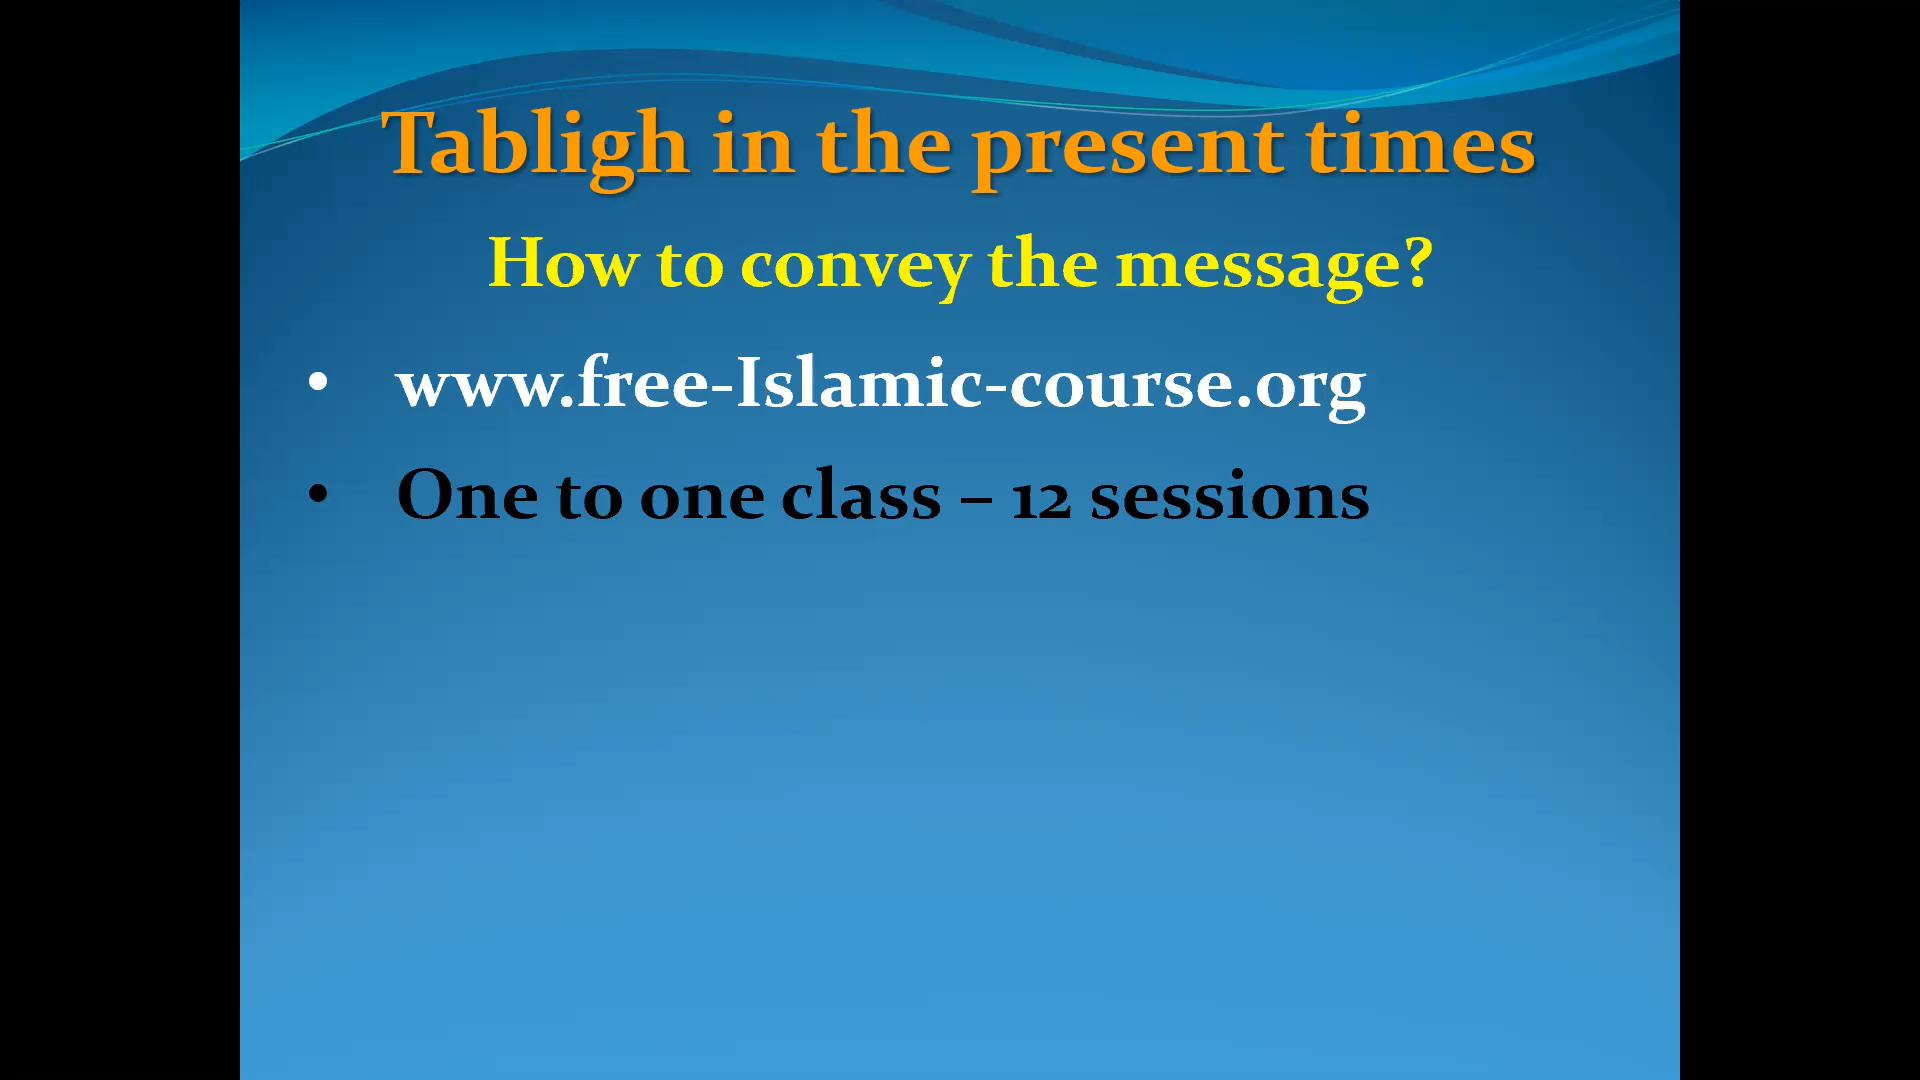 Tabligh in the present times
How to convey the message?
• www.free-Islamic-course.org
• One to one class – 12 sessions